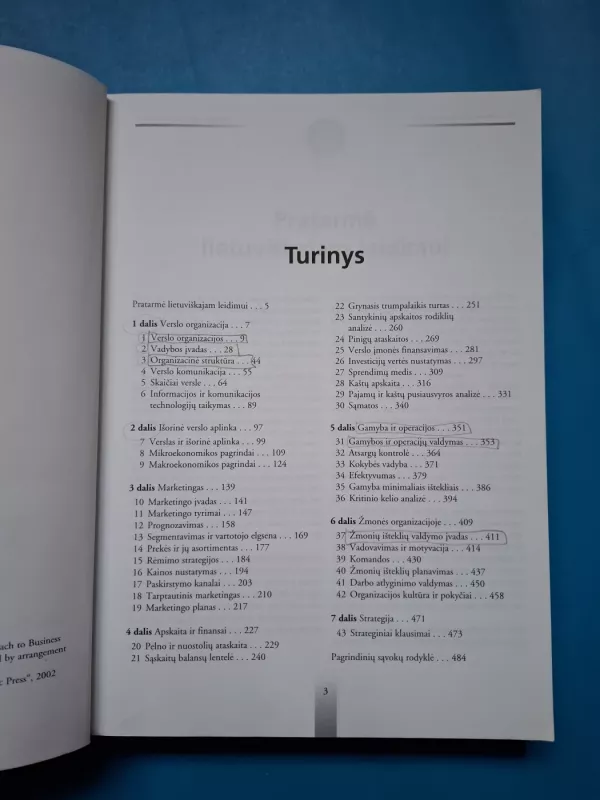 Turinys
Pratarmė lietuviškajam leidimui . . . 5
1 dalis Verslo organizacija . . . 7
1 Verslo organizacijos . . . 9
2 Vadybos įvadas . . . 28
3 Organizacinė struktūra . . . 44
4 Verslo komunikacija . . . 55
5 Skaičiai versle . . . 64
6 Informacijos ir komunikacijos
technologijų taikymas . . . 89
2 dalis Išorinė verslo aplinka . . . 97
7 Verslas ir išorinė aplinka . . . 99
8 Mikroekonomikos pagrindai . . . 109
9 Makroekonomikos pagrindai . . . 124
3 dalis Marketingas . . . 139
10 Marketingo įvadas . . . 141
11 Marketingo tyrimai . . . 147
12 Prognozavimas . . . 158
13 Segmentavimas ir vartotojo elgsena . . . 169
14 Prekės ir jų asortimentas . . . 177
15 Rėmimo strategijos . . . 184
16 Kainos nustatymas . . . 194
17 Paskirstymo kanalai . . . 203
18 Tarptautinis marketingas . . . 210
19 Marketingo planas . . . 217
4 dalis Apskaita ir finansai . . . 227
20 Pelno ir nuostolių ataskaita . . . 229
21 Sąskaitų balansų lentelė . . . 240
22 Grynasis trumpalaikis turtas . . . 251
23 Santykinių apskaitos rodiklių
analizė . . . 260
24 Pinigų ataskaitos . . . 269
25 Verslo įmonės finansavimas . . . 281
26 Investicijų vertės nustatymas . . . 297
27 Sprendimų medis . . . 309
28 Kaštų apskaita . . . 316
29 Pajamų ir kaštų pusiausvyros analizė . . . 331
30 Sąmatos . . . 340
5 dalis Gamyba ir operacijos . . . 351
31 Gamybos ir operacijų valdymas . . . 353
32 Atsargų kontrolė . . . 364
33 Kokybės vadyba . . . 371
34 Efektyvumas . . . 379
35 Gamyba minimaliais ištekliais . . . 386
36 Kritinio kelio analizė . . . 394
6 dalis Žmonės organizacijoje . . . 409
37 Žmonių išteklių valdymo įvadas . . . 411
38 Vadovavimas ir motyvacija . . . 414
39 Komandos . . . 430
40 Žmonių išteklių planavimas . . . 437
41 Darbo atlyginimo valdymas . . . 450
42 Organizacijos kultūra ir pokyčiai . . . 458
7 dalis Strategija . . . 471
43 Strateginiai klausimai . . . 473
Pagrindinių sąvokų rodyklė . . . 484
3
ach to Business
d by arrangement
c Press", 2002